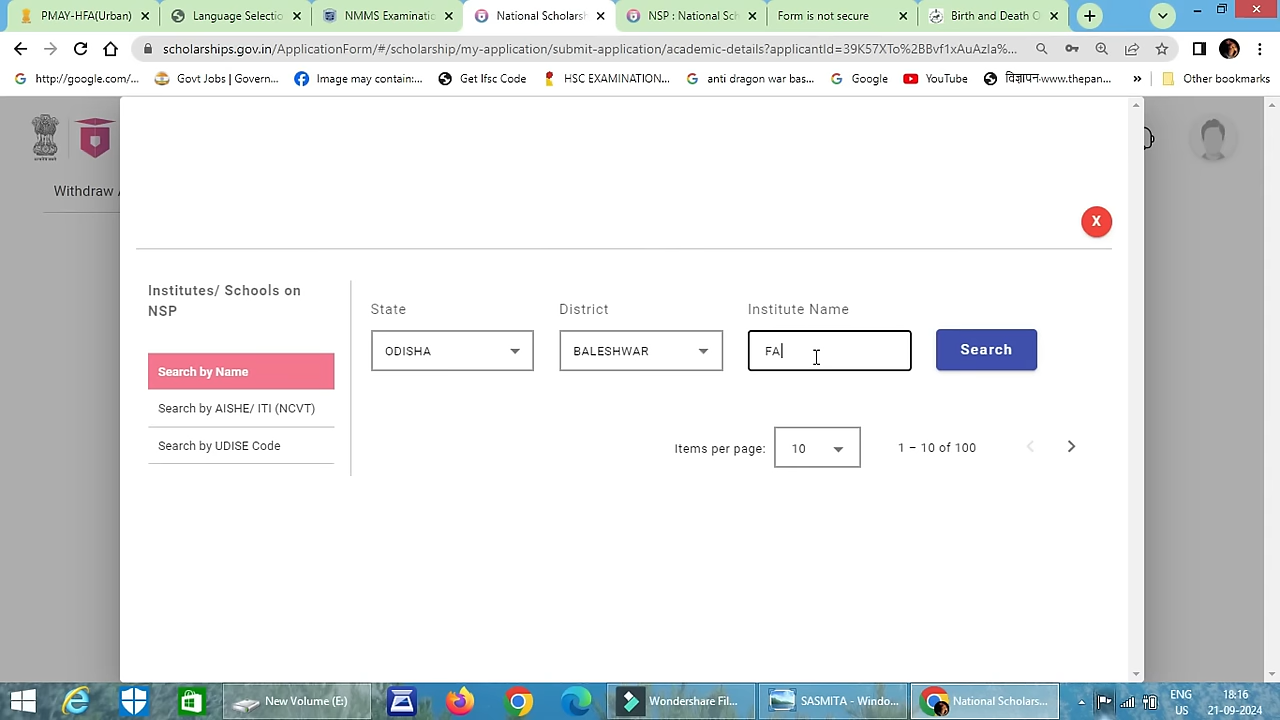 PMAY-HFA(Urban)
Language Selectio
NMMS Examinatio
National Scholars
NSP : National Sch
Form is not secure
Birth and Death O
scholarships.gov.in/ApplicationForm/#/scholarship/my-application/submit-application/academic-details?applicantId=39K57XTo%2BBvf1xAuAzIa%...
http://google.com/...
Govt Jobs | Govern...
Image may contain:...
Get Ifsc Code
HSC EXAMINATION...
anti dragon war bas...
Google
YouTube
विज्ञापन-www.thepan...
»
Other bookmarks
Withdraw A
X
Institutes/ Schools on
NSP
Search by Name
Search by AISHE/ ITI (NCVT)
Search by UDISE Code
State
District
Institute Name
ODISHA
BALESHWAR
FA
Search
Items per page:
10
1 – 10 of 100
New Volume (E)
Wondershare Fil...
SASMITA - Windo...
National Scholars...
ENG
US
18:16
21-09-2024